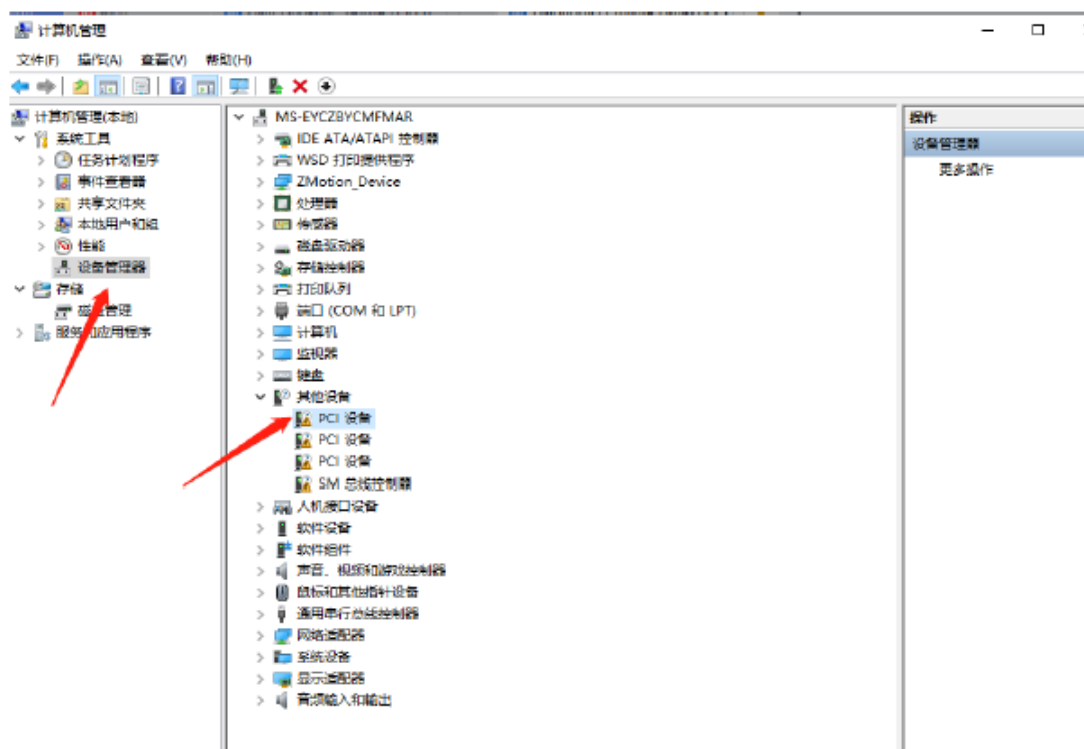 计算机管理
文件(F) 操作(A) 查看(V) 帮助(H)
计算机管理(本地)
系统工具
任务计划程序
事件查看器
共享文件夹
本地用户和组
性能
设备管理器
存储
磁盘管理
服务和应用程序
MS-EYCZBYCMFMAR
IDE ATA/ATAPI 控制器
WSD 打印提供程序
ZMotion_Device
处理器
传感器
磁盘驱动器
存储控制器
打印队列
端口 (COM 和 LPT)
计算机
监视器
键盘
其他设备
PCI 设备
PCI 设备
PCI 设备
SM 总线控制器
人机接口设备
软件设备
软件组件
声音、视频和游戏控制器
鼠标和其他指针设备
通用串行总线控制器
网络适配器
系统设备
显示适配器
音频输入和输出
操作
设备管理器
更多操作